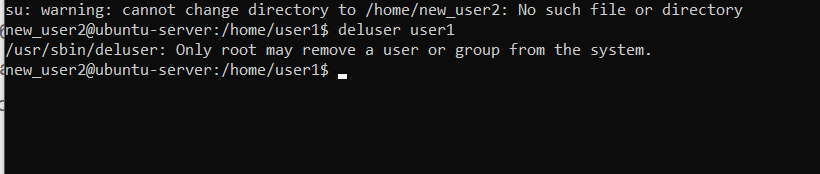 su: warning: cannot change directory to /home/new_user2: No such file or directory
new_user2@ubuntu-server:/home/user1$ deluser user1
/usr/sbin/deluser: Only root may remove a user or group from the system.
new_user2@ubuntu-server:/home/user1$